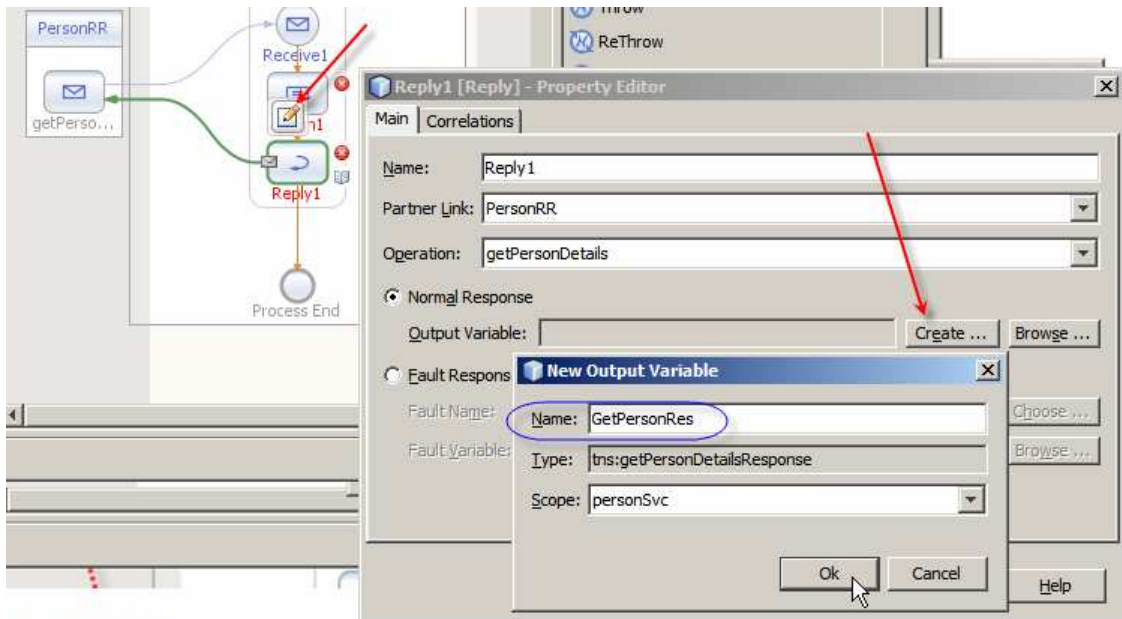 PersonRR
getPerso...
Receive1
n1
Reply1
Process End
Throw
ReThrow
Reply1 [Reply] - Property Editor
Main
Correlations
Name: Reply1
Partner Link: PersonRR
Operation: getPersonDetails
Normal Response
Output Variable:
Create ...
Browse ...
Fault Respons
Fault Name:
Choose ...
Fault Variable:
Browse ...
New Output Variable
Name: GetPersonRes
Type: tns:getPersonDetailsResponse
Scope: personSvc
Ok
Cancel
Help